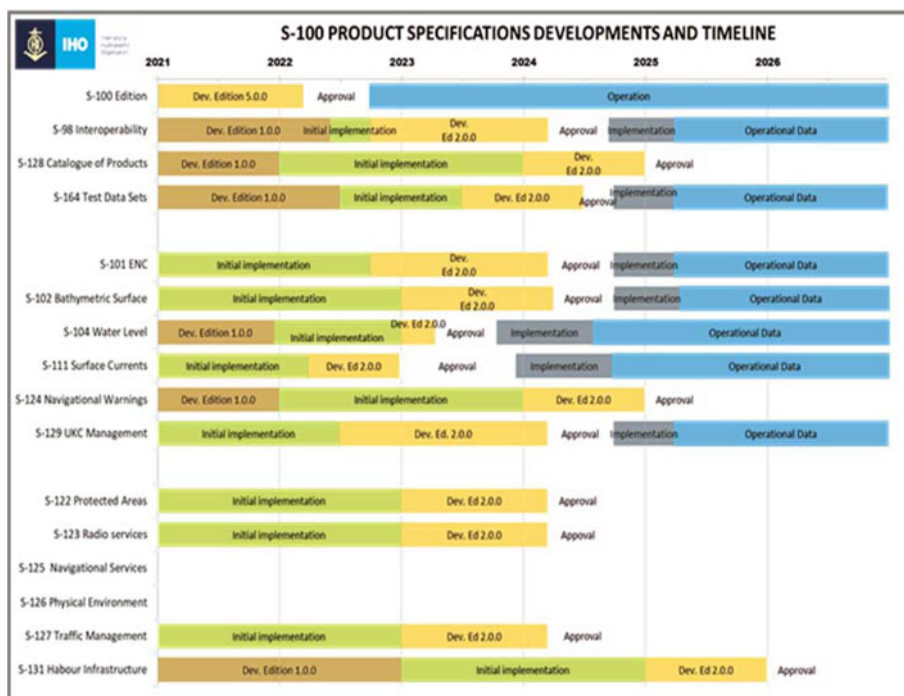 IHO
International
Hydrographic
Organization
S-100 PRODUCT SPECIFICATIONS DEVELOPMENTS AND TIMELINE
2021 2022 2023 2024 2025 2026
S-100 Edition Dev. Edition 5.0.0 Approval Operation
S-98 Interoperability Dev. Edition 1.0.0 Initial implementation Dev. Approval Implementation Operational Data
Ed 2.0.0
S-128 Catalogue of Products Dev. Edition 1.0.0 Initial implementation Dev. Approval
Ed 2.0.0
S-164 Test Data Sets Dev. Edition 1.0.0 Initial implementation Dev. Ed 2.0.0 Approval Implementation Operational Data
S-101 ENC Initial implementation Dev. Approval Implementation Operational Data
Ed 2.0.0
S-102 Bathymetric Surface Initial implementation Dev. Approval Implementation Operational Data
Ed 2.0.0
S-104 Water Level Dev. Edition 1.0.0 Initial implementation Dev. Ed 2.0.0 Approval Implementation Operational Data
S-111 Surface Currents Initial implementation Dev. Ed 2.0.0 Approval Implementation Operational Data
S-124 Navigational Warnings Dev. Edition 1.0.0 Initial implementation Dev. Ed 2.0.0 Approval
S-129 UKC Management Initial implementation Dev. Ed. 2.0.0 Approval Implementation Operational Data
S-122 Protected Areas Initial implementation Dev. Ed 2.0.0 Approval
S-123 Radio services Initial implementation Dev. Ed 2.0.0 Appoval
S-125 Navigational Services
S-126 Physical Environment
S-127 Traffic Management Initial implementation Dev. Ed 2.0.0 Approval
S-131 Habour Infrastructure Dev. Edition 1.0.0 Initial implementation Dev. Ed 2.0.0 Approval